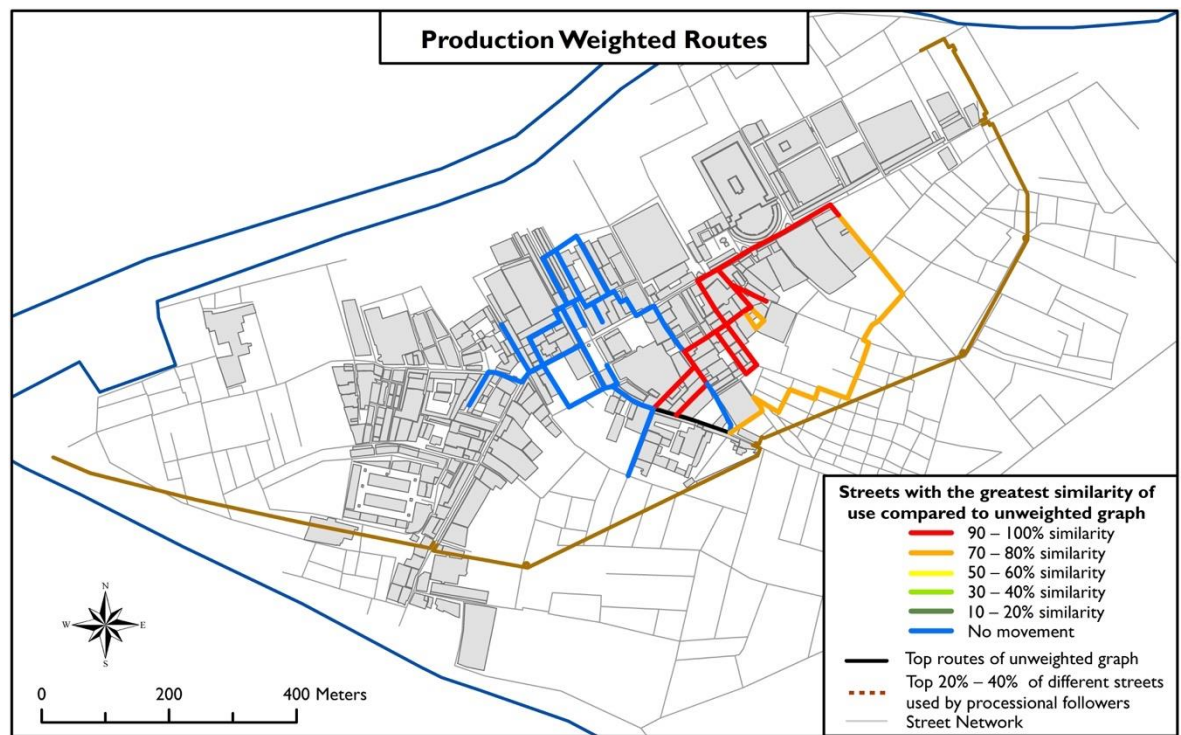 Production Weighted Routes
N
W
E
S
0 200 400 Meters
Streets with the greatest similarity of
use compared to unweighted graph
90 – 100% similarity
70 – 80% similarity
50 – 60% similarity
30 – 40% similarity
10 – 20% similarity
No movement
Top routes of unweighted graph
Top 20% – 40% of different streets
used by processional followers
Street Network